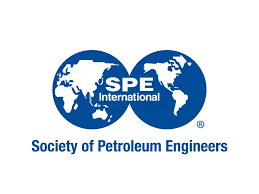 SPE
International
®
Society of Petroleum Engineers